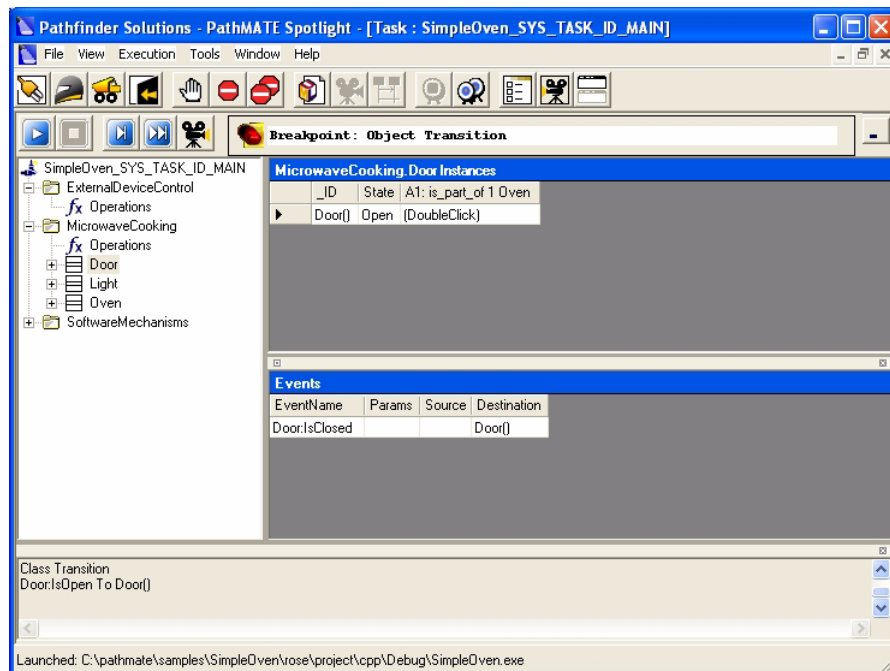 Pathfinder Solutions - PathMATE Spotlight - [Task : SimpleOven_SYS_TASK_ID_MAIN]
File View Execution Tools Window Help
Breakpoint: Object Transition
SimpleOven_SYS_TASK_ID_MAIN
ExternalDeviceControl
fx Operations
MicrowaveCooking
fx Operations
Door
Light
Oven
SoftwareMechanisms
MicrowaveCooking.Door Instances
_ID State A1: is_part_of 1 Oven
Door() Open (DoubleClick)
Events
EventName Params Source Destination
Door:IsClosed Door()
Class Transition
Door:IsOpen To Door()
Launched: C:\pathmate\samples\SimpleOven\rose\project\cpp\Debug\SimpleOven.exe